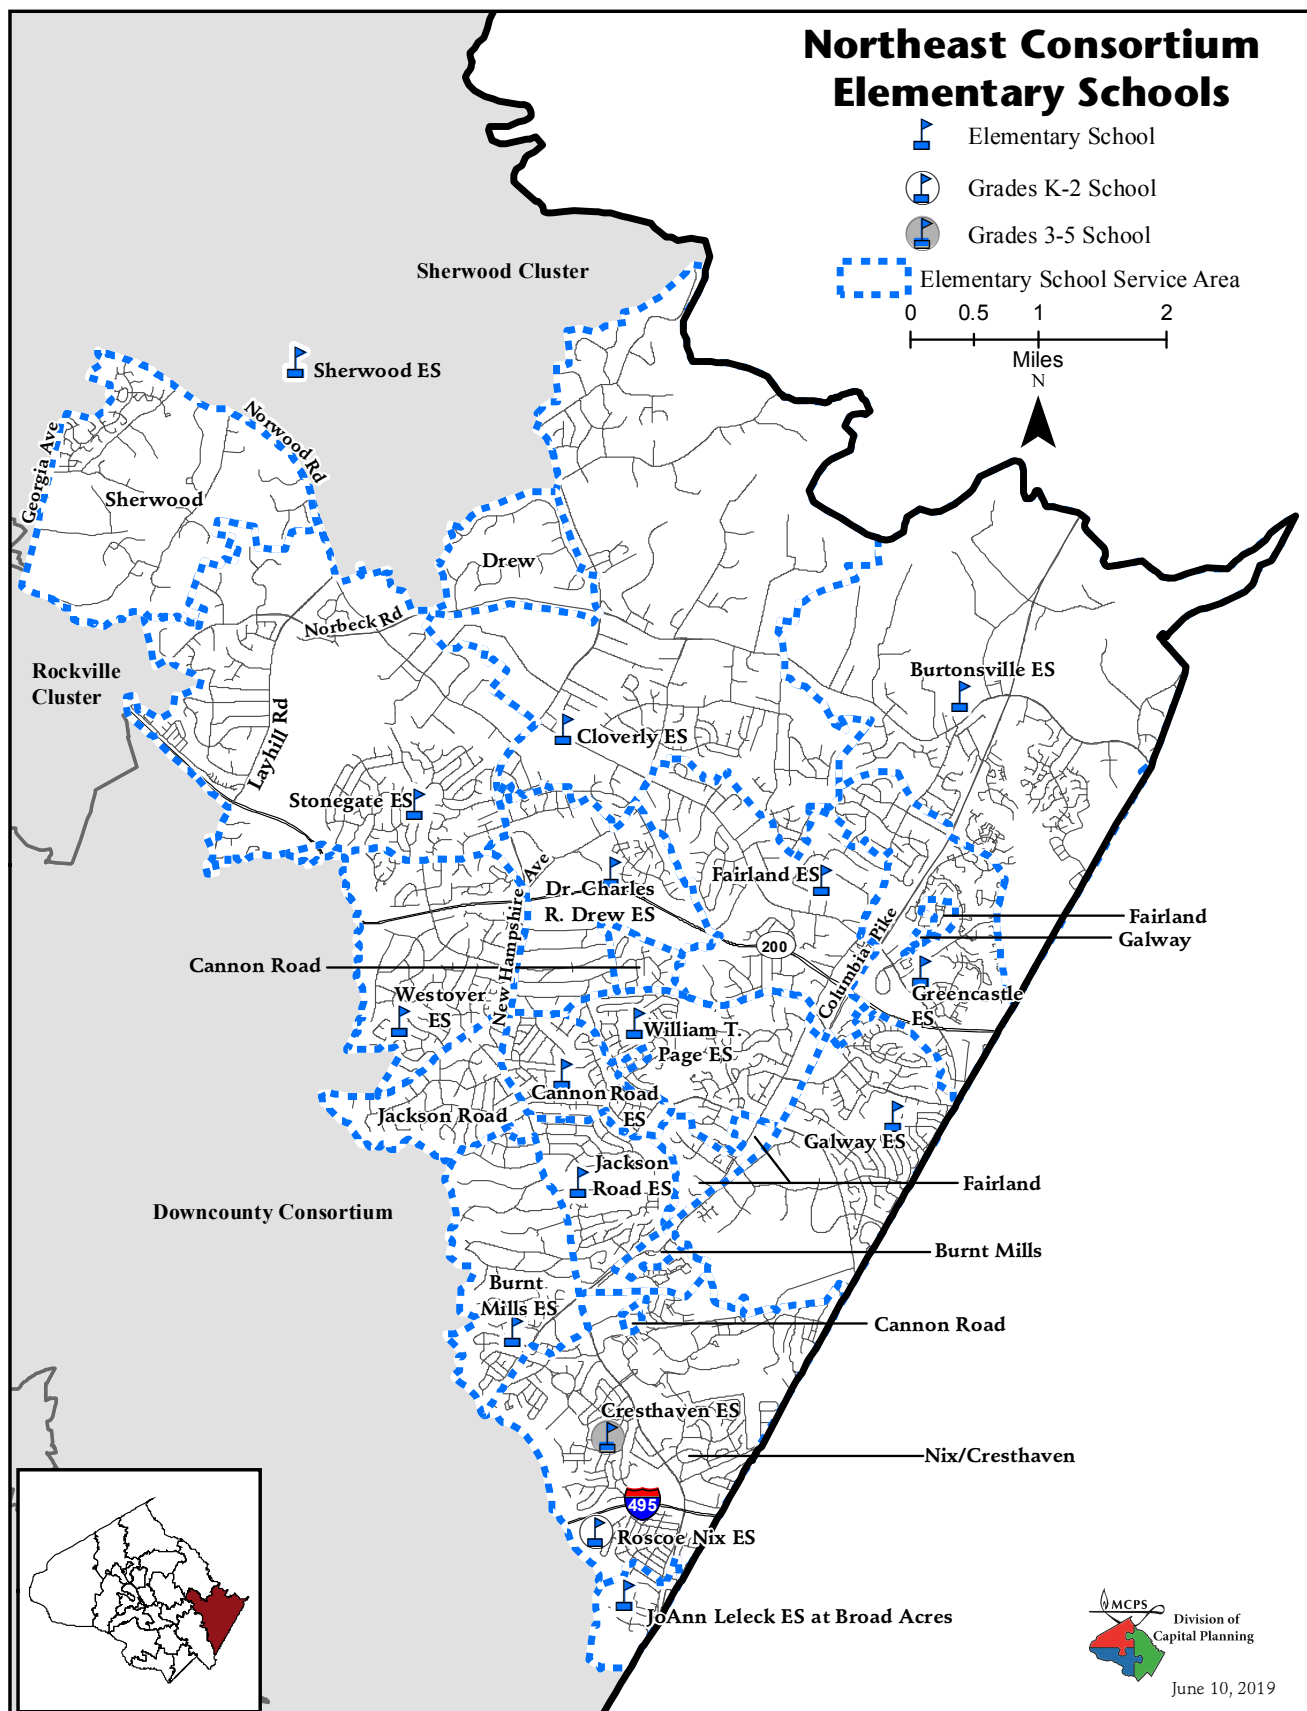 Northeast Consortium
Elementary Schools
Elementary School
Grades K-2 School
Grades 3-5 School
Elementary School Service Area
0 0.5 1 2
Miles
N
Sherwood Cluster
Sherwood ES
Norwood Rd
Georgia Ave
Sherwood
Drew
Norbeck Rd
Rockville
Cluster
Burtonsville ES
Layhill Rd
Cloverly ES
Stonegate ES
New Hampshire Ave
Dr. Charles
R. Drew ES
Fairland ES
Fairland
Galway
Columbia Pike
200
Cannon Road
Westover
ES
Greencastle
ES
William T.
Page ES
Cannon Road
ES
Jackson Road
Galway ES
Jackson
Road ES
Fairland
Downcounty Consortium
Burnt Mills
Burnt
Mills ES
Cannon Road
Cresthaven ES
Nix/Cresthaven
495
Roscoe Nix ES
JoAnn Leleck ES at Broad Acres
MCPS
Division of
Capital Planning
June 10, 2019